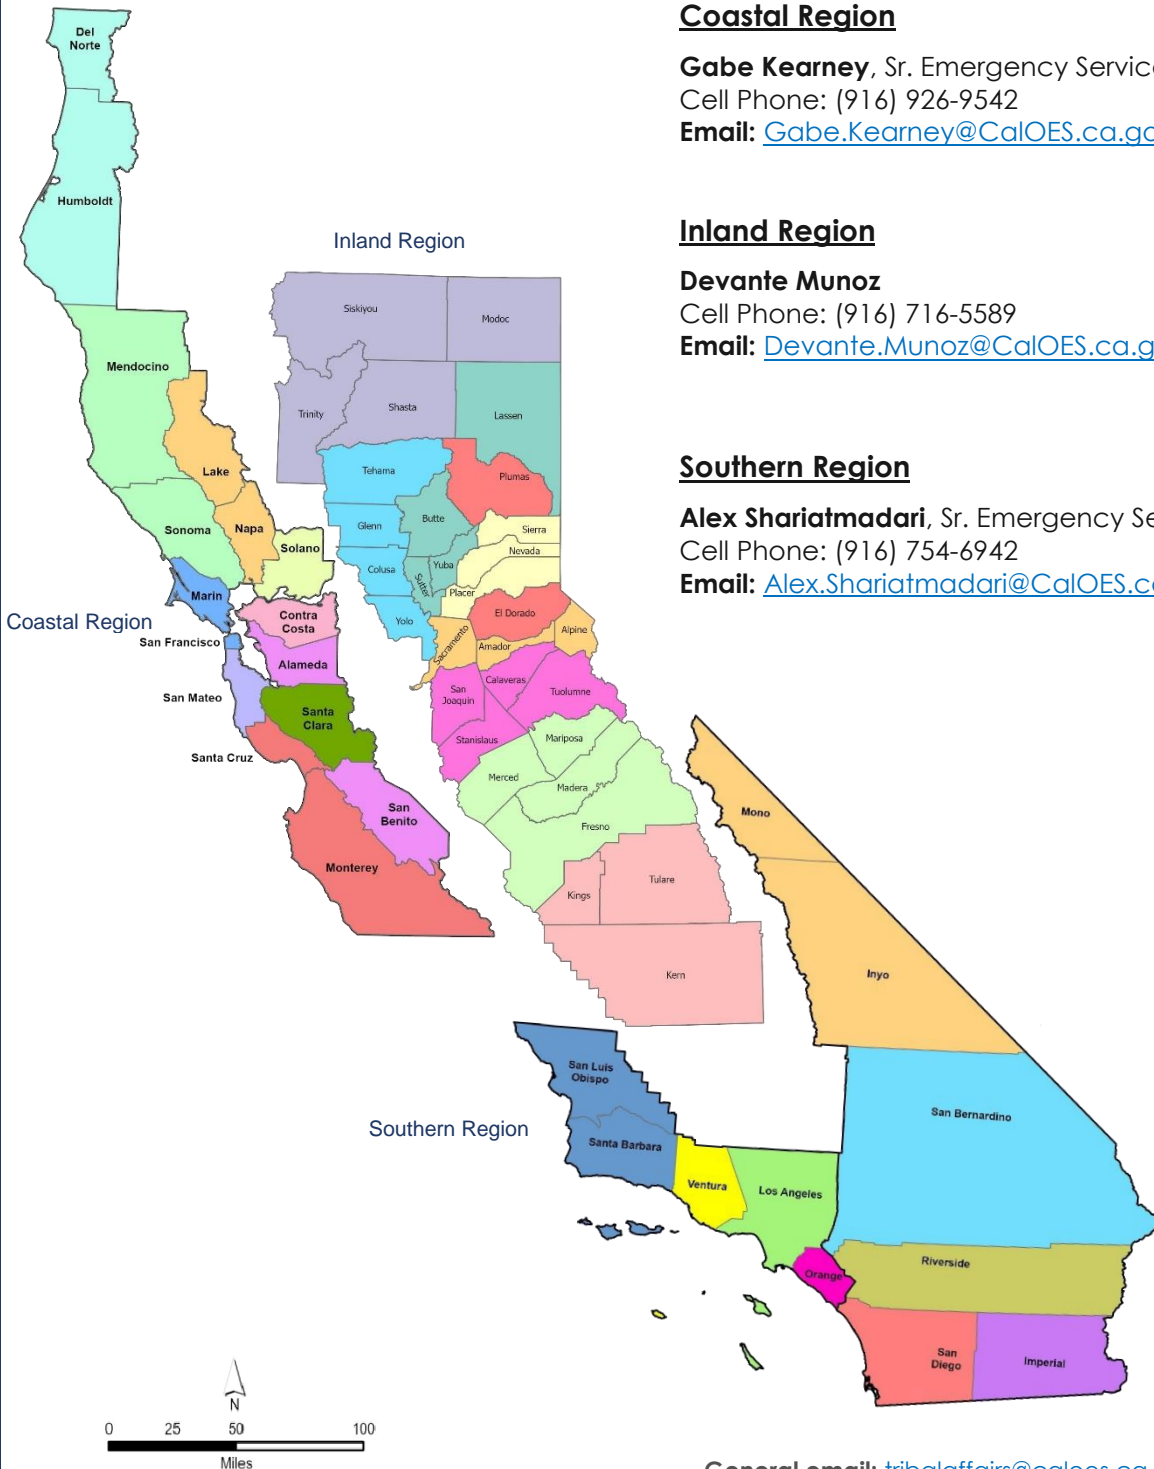 Coastal Region
Gabe Kearney, Sr. Emergency Service
Cell Phone: (916) 926-9542
Email: Gabe.Kearney@CalOES.ca.go
Inland Region
Devante Munoz
Cell Phone: (916) 716-5589
Email: Devante.Munoz@CalOES.ca.g
Southern Region
Alex Shariatmadari, Sr. Emergency Se
Cell Phone: (916) 754-6942
Email: Alex.Shariatmadari@CalOES.c
Del
Norte
Humboldt
Mendocino
Lake
Sonoma
Napa
Solano
Marin
Contra
Costa
Coastal Region
San Francisco
Alameda
San Mateo
Santa
Clara
Santa Cruz
San
Benito
Monterey
Inland Region
Siskiyou
Modoc
Trinity
Shasta
Lassen
Tehama
Plumas
Glenn
Butte
Sierra
Nevada
Colusa
Sutter
Yuba
Placer
Yolo
El Dorado
Sacramento
Amador
Alpine
San
Joaquin
Calaveras
Tuolumne
Stanislaus
Mariposa
Merced
Madera
Fresno
Kings
Tulare
Kern
Mono
Inyo
San Luis
Obispo
Southern Region
Santa Barbara
Ventura
Los Angeles
San Bernardino
Orange
Riverside
San
Diego
Imperial
N
0 25 50 100
Miles
General email: tribalaffairs@caloes.ca